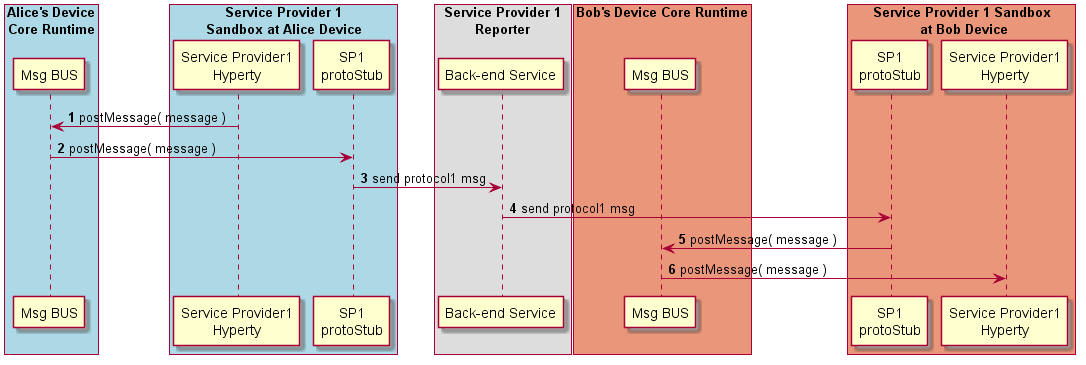 Alice's Device
Core Runtime
Service Provider 1
Sandbox at Alice Device
Service Provider 1
Reporter
Bob's Device Core Runtime
Service Provider 1 Sandbox
at Bob Device
Msg BUS
Service Provider1
Hyperty
SP1
protoStub
Back-end Service
Msg BUS
SP1
protoStub
Service Provider1
Hyperty
1 postMessage( message )
2 postMessage( message )
3 send protocol1 msg
4 send protocol1 msg
5 postMessage( message )
6 postMessage( message )
Msg BUS
Service Provider1
Hyperty
SP1
protoStub
Back-end Service
Msg BUS
SP1
protoStub
Service Provider1
Hyperty